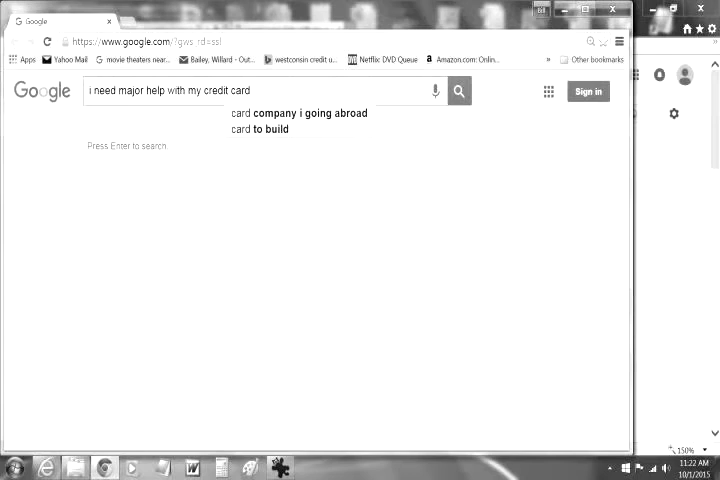 Google
Bill
https://www.google.com/?gws_rd=ssl
Apps Yahoo Mail movie theaters near... Bailey, Willard - Out... westconsin credit u... Netflix: DVD Queue Amazon.com: Onlin... » Other bookmarks
Google i need major help with my credit card Sign in
card company i going abroad
card to build
Press Enter to search.
150%
11:22 AM
10/1/2015